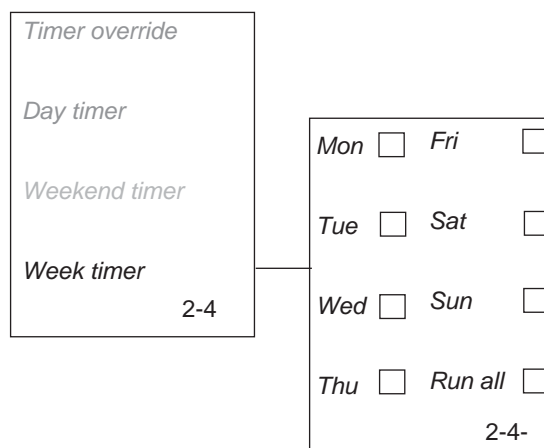 Timer override
Day timer
Weekend timer
Week timer
2-4
Mon Fri
Tue Sat
Wed Sun
Thu Run all
2-4-